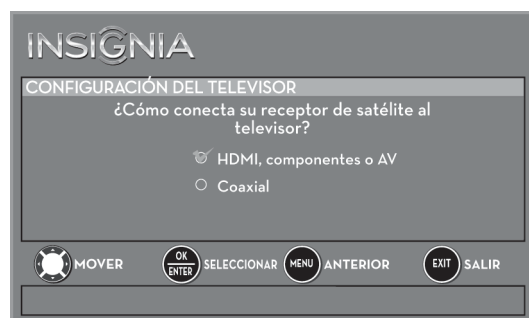 INSIGNIA
CONFIGURACIÓN DEL TELEVISOR
¿Cómo conecta su receptor de satélite al
televisor?
HDMI, componentes o AV
Coaxial
MOVER OK ENTER SELECCIONAR MENU ANTERIOR EXIT SALIR